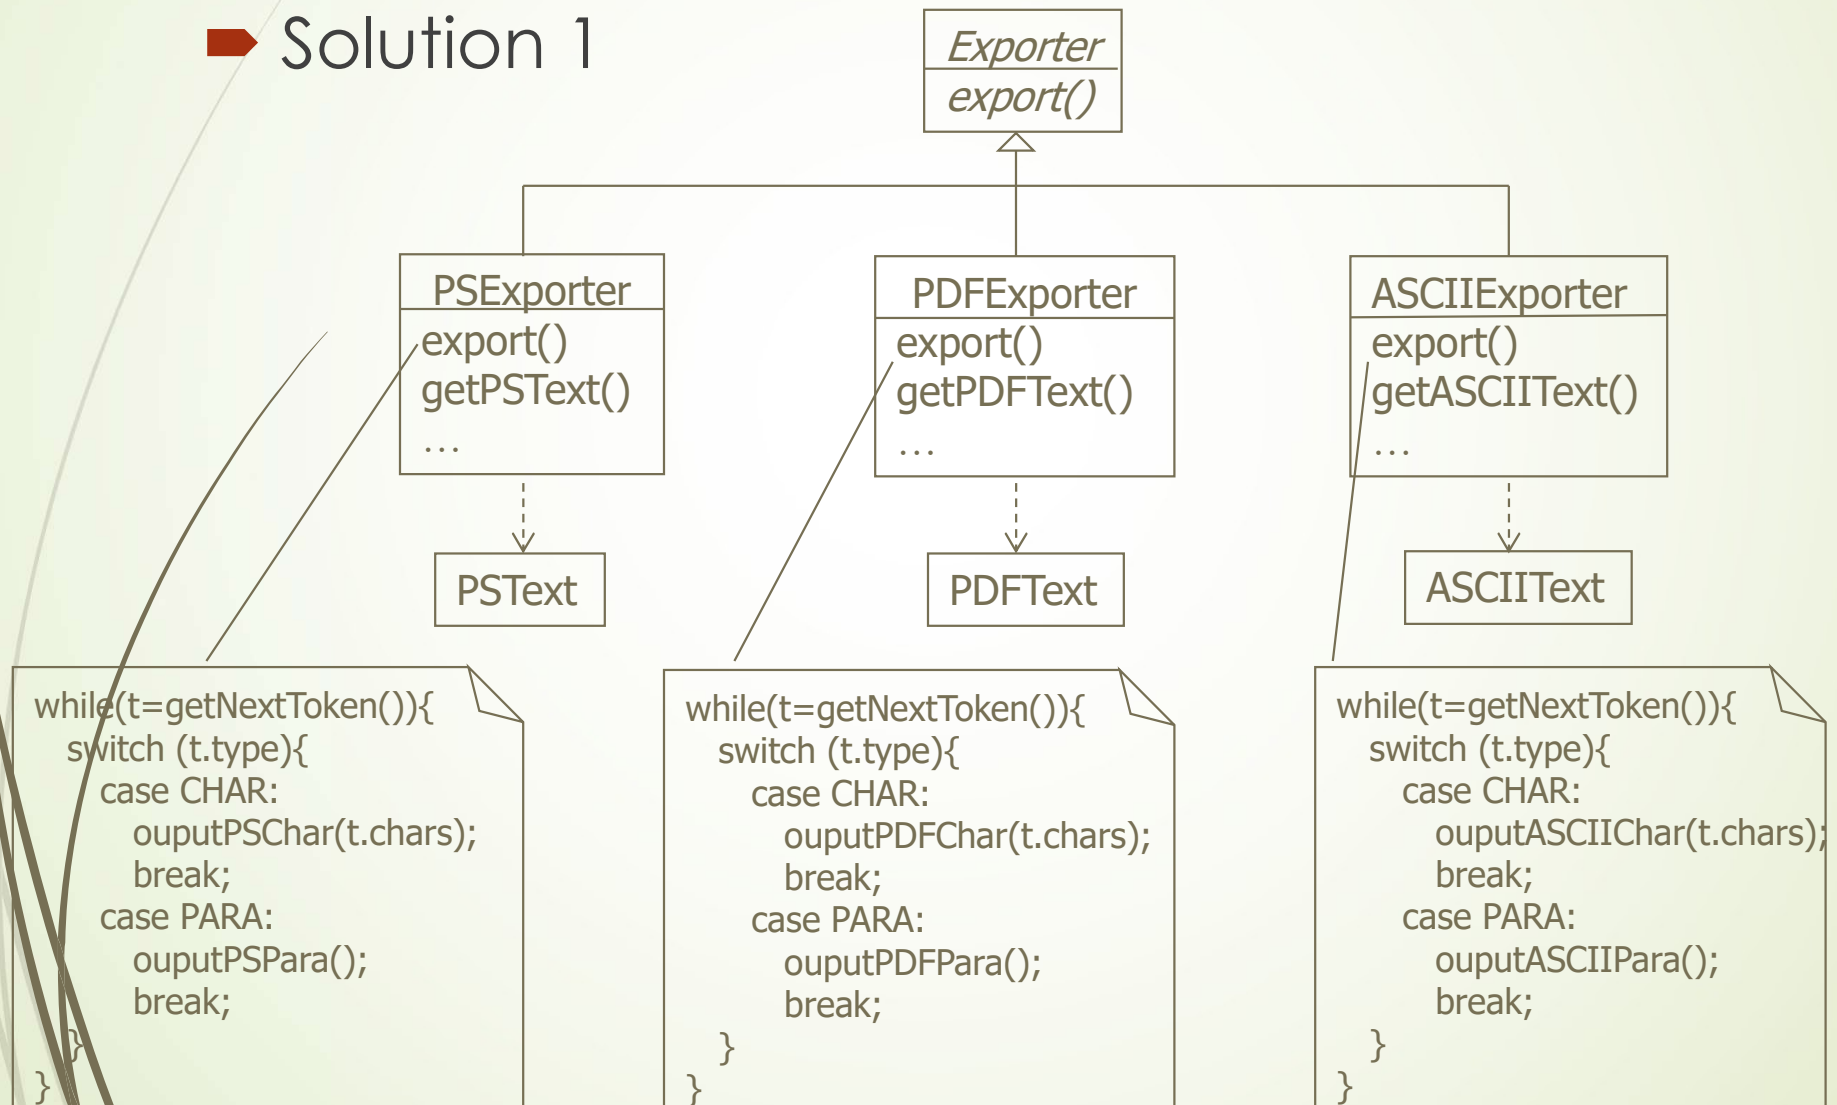 Solution 1
Exporter
export()
PSExporter
export()
getPSText()
...
PDFExporter
export()
getPDFText()
...
ASCIIExporter
export()
getASCIIText()
...
PSText
PDFText
ASCIIText
while(t=getNextToken()){
switch (t.type){
case CHAR:
ouputPSChar(t.chars);
break;
case PARA:
ouputPSPara();
break;
}
}
while(t=getNextToken()){
switch (t.type){
case CHAR:
ouputPDFChar(t.chars);
break;
case PARA:
ouputPDFPara();
break;
}
}
while(t=getNextToken()){
switch (t.type){
case CHAR:
ouputASCIIChar(t.chars);
break;
case PARA:
ouputASCIIPara();
break;
}
}